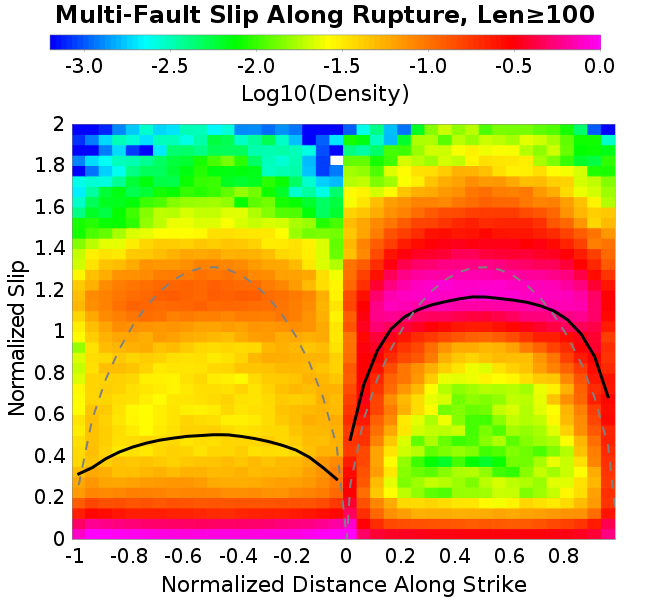 Multi-Fault Slip Along Rupture, Len≥100
-3.0 -2.5 -2.0 -1.5 -1.0 -0.5 0.0
Log10(Density)
2
1.8
1.6
1.4
1.2
1
0.8
0.6
0.4
0.2
0
Normalized Slip
-1 -0.8 -0.6 -0.4 -0.2 0 0.2 0.4 0.6 0.8
Normalized Distance Along Strike